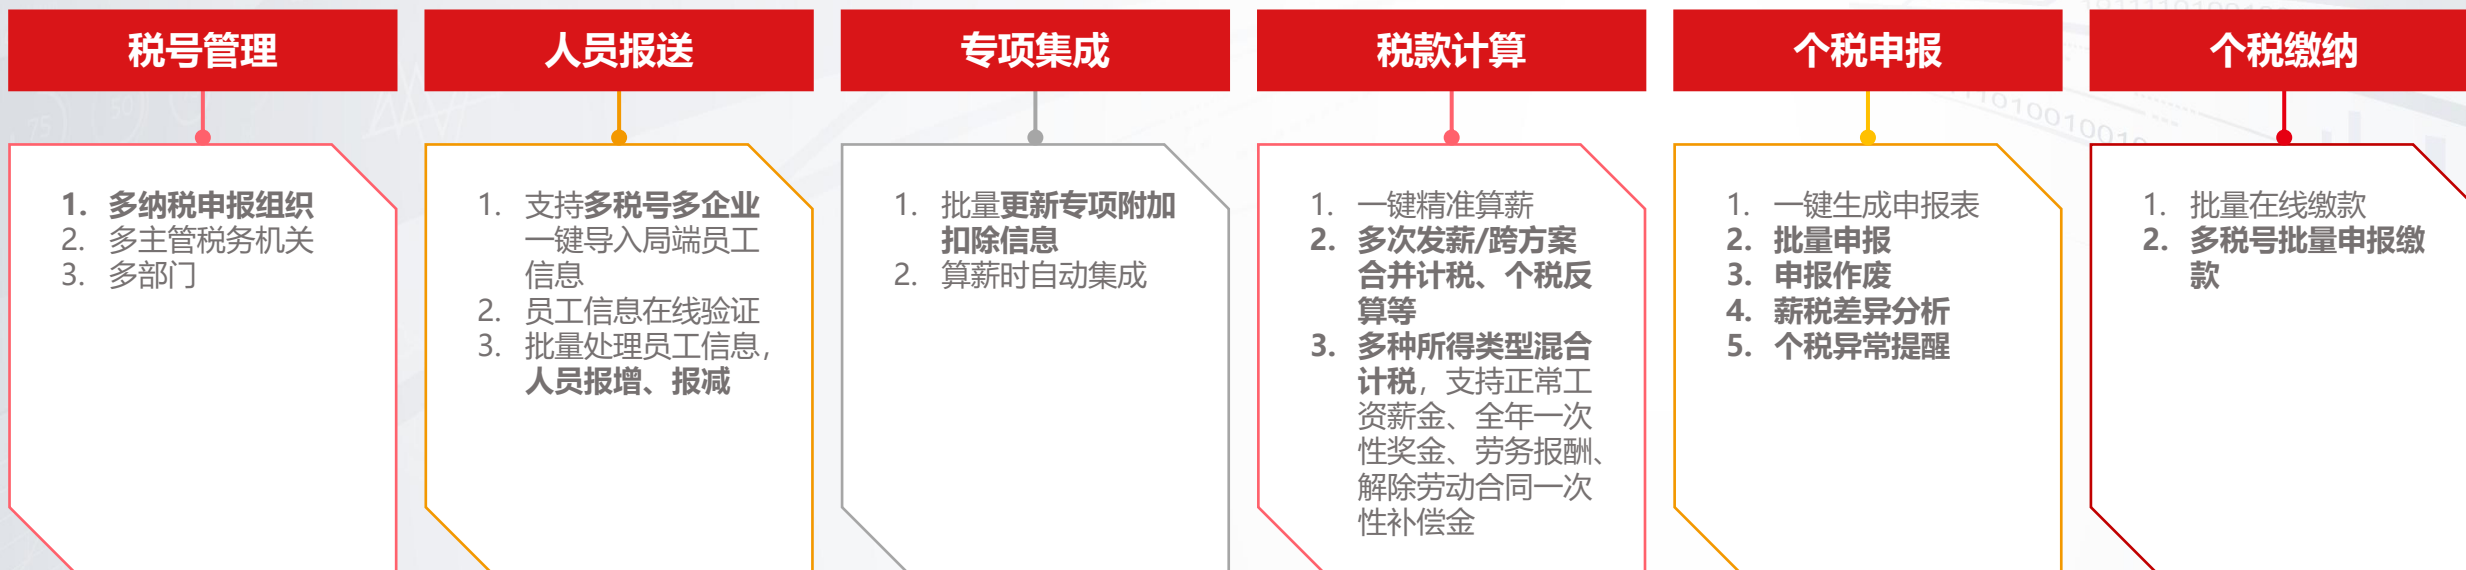 税号管理
1. 多纳税申报组织
2. 多主管税务机关
3. 多部门
人员报送
1. 支持多税号多企业
一键导入局端员工
信息
2. 员工信息在线验证
3. 批量处理员工信息，
人员报增、报减
专项集成
1. 批量更新专项附加
扣除信息
2. 算薪时自动集成
税款计算
1. 一键精准算薪
2. 多次发薪/跨方案
合并计税、个税反
算等
3. 多种所得类型混合
计税，支持正常工
资薪金、全年一次
性奖金、劳务报酬、
解除劳动合同一次
性补偿金
个税申报
1. 一键生成申报表
2. 批量申报
3. 申报作废
4. 薪税差异分析
5. 个税异常提醒
个税缴纳
1. 批量在线缴款
2. 多税号批量申报缴
款